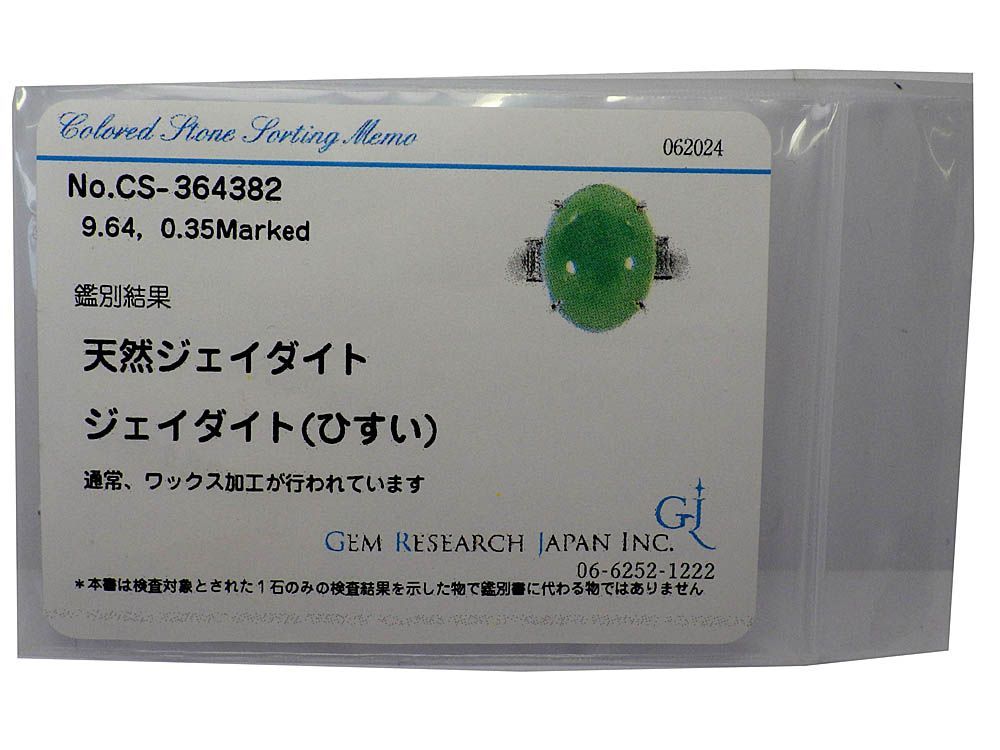 Colored Stone Sorting Memo
062024
No.CS-364382
9.64, 0.35Marked
鑑別結果
天然ジェイダイト
ジェイダイト(ひすい)
通常、ワックス加工が行われています
GJ
GEM RESEARCH JAPAN INC.
06-6252-1222
*本書は検査対象とされた1石のみの検査結果を示した物で鑑別書に代わる物ではありません